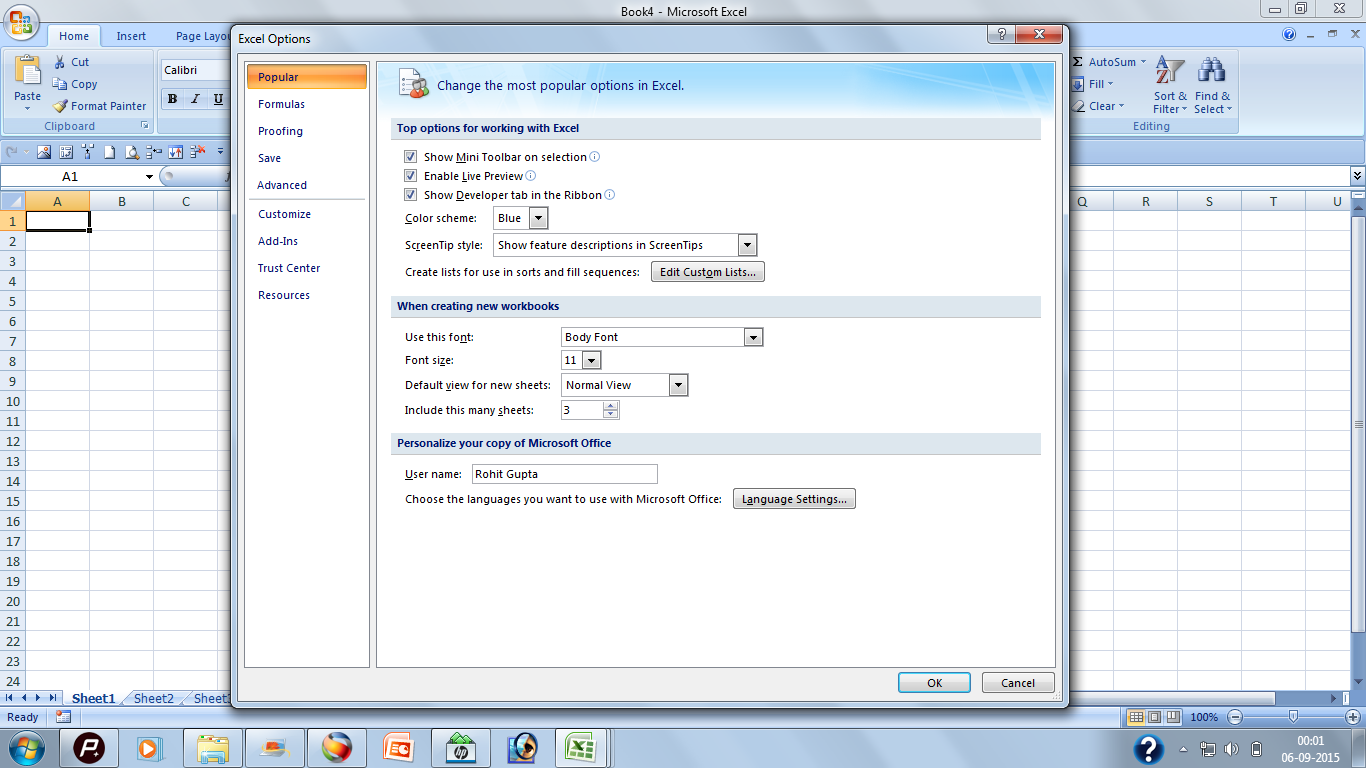 Book4 - Microsoft Excel
Home Insert Page Layou
Excel Options
Cut
Copy
Format Painter
Paste
Clipboard
Calibri
B I U
AutoSum
Fill
Clear
Sort & Filter
Find & Select
Editing
A1
A B C Q R S T U
1
2
3
4
5
6
7
8
9
10
11
12
13
14
15
16
17
18
19
20
21
22
23
24
Popular
Formulas
Proofing
Save
Advanced
Customize
Add-Ins
Trust Center
Resources
Change the most popular options in Excel.
Top options for working with Excel
Show Mini Toolbar on selection
Enable Live Preview
Show Developer tab in the Ribbon
Color scheme: Blue
ScreenTip style: Show feature descriptions in ScreenTips
Create lists for use in sorts and fill sequences: Edit Custom Lists...
When creating new workbooks
Use this font: Body Font
Font size: 11
Default view for new sheets: Normal View
Include this many sheets: 3
Personalize your copy of Microsoft Office
User name: Rohit Gupta
Choose the languages you want to use with Microsoft Office: Language Settings...
OK Cancel
Sheet1 Sheet2 Sheet
Ready 100%
hp
00:01
06-09-2015